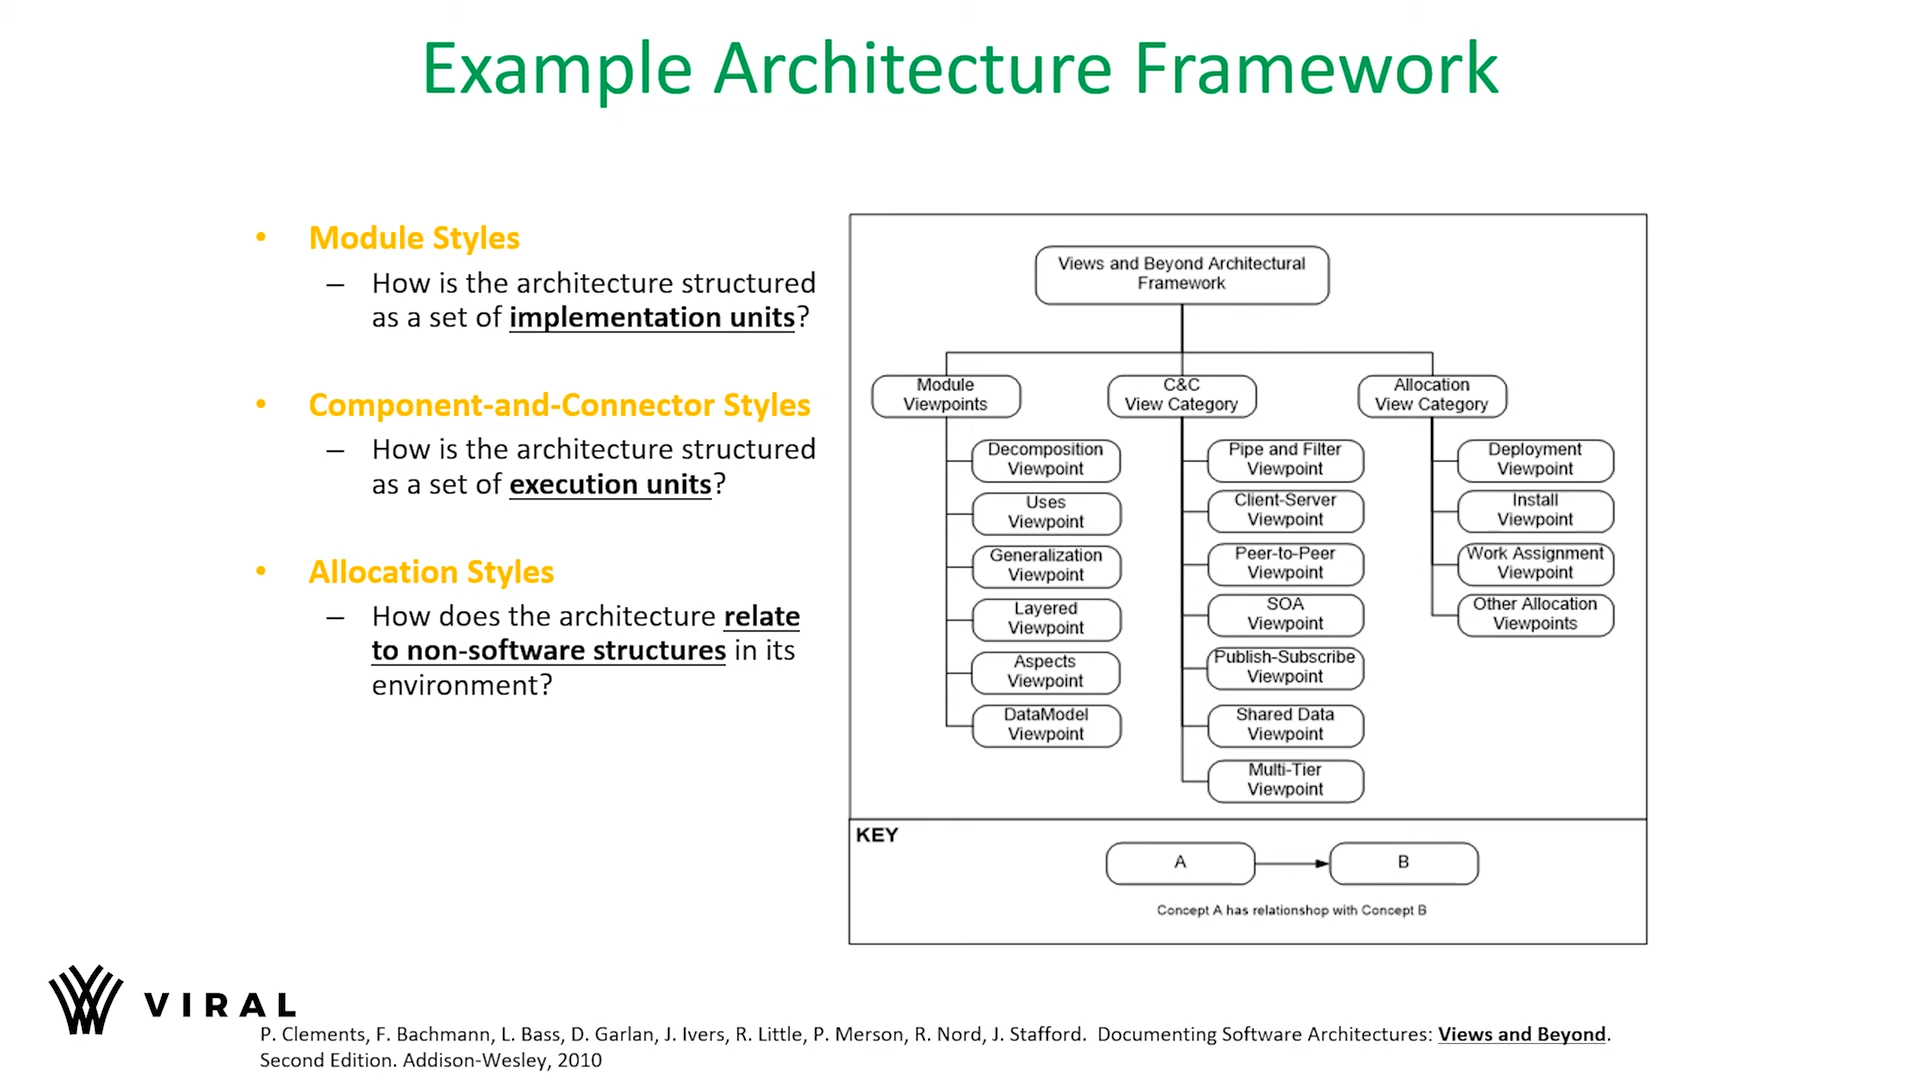 Example Architecture Framework
• Module Styles
– How is the architecture structured
as a set of implementation units?
• Component-and-Connector Styles
– How is the architecture structured
as a set of execution units?
• Allocation Styles
– How does the architecture relate
to non-software structures in its
environment?
Views and Beyond Architectural
Framework
Module
Viewpoints
Decomposition
Viewpoint
Uses
Viewpoint
Generalization
Viewpoint
Layered
Viewpoint
Aspects
Viewpoint
DataModel
Viewpoint
C&C
View Category
Pipe and Filter
Viewpoint
Client-Server
Viewpoint
Peer-to-Peer
Viewpoint
SOA
Viewpoint
Publish-Subscribe
Viewpoint
Shared Data
Viewpoint
Multi-Tier
Viewpoint
Allocation
View Category
Deployment
Viewpoint
Install
Viewpoint
Work Assignment
Viewpoint
Other Allocation
Viewpoints
KEY
A
B
Concept A has relationshop with Concept B
VIRAL
P. Clements, F. Bachmann, L. Bass, D. Garlan, J. Ivers, R. Little, P. Merson, R. Nord, J. Stafford. Documenting Software Architectures: Views and Beyond.
Second Edition. Addison-Wesley, 2010